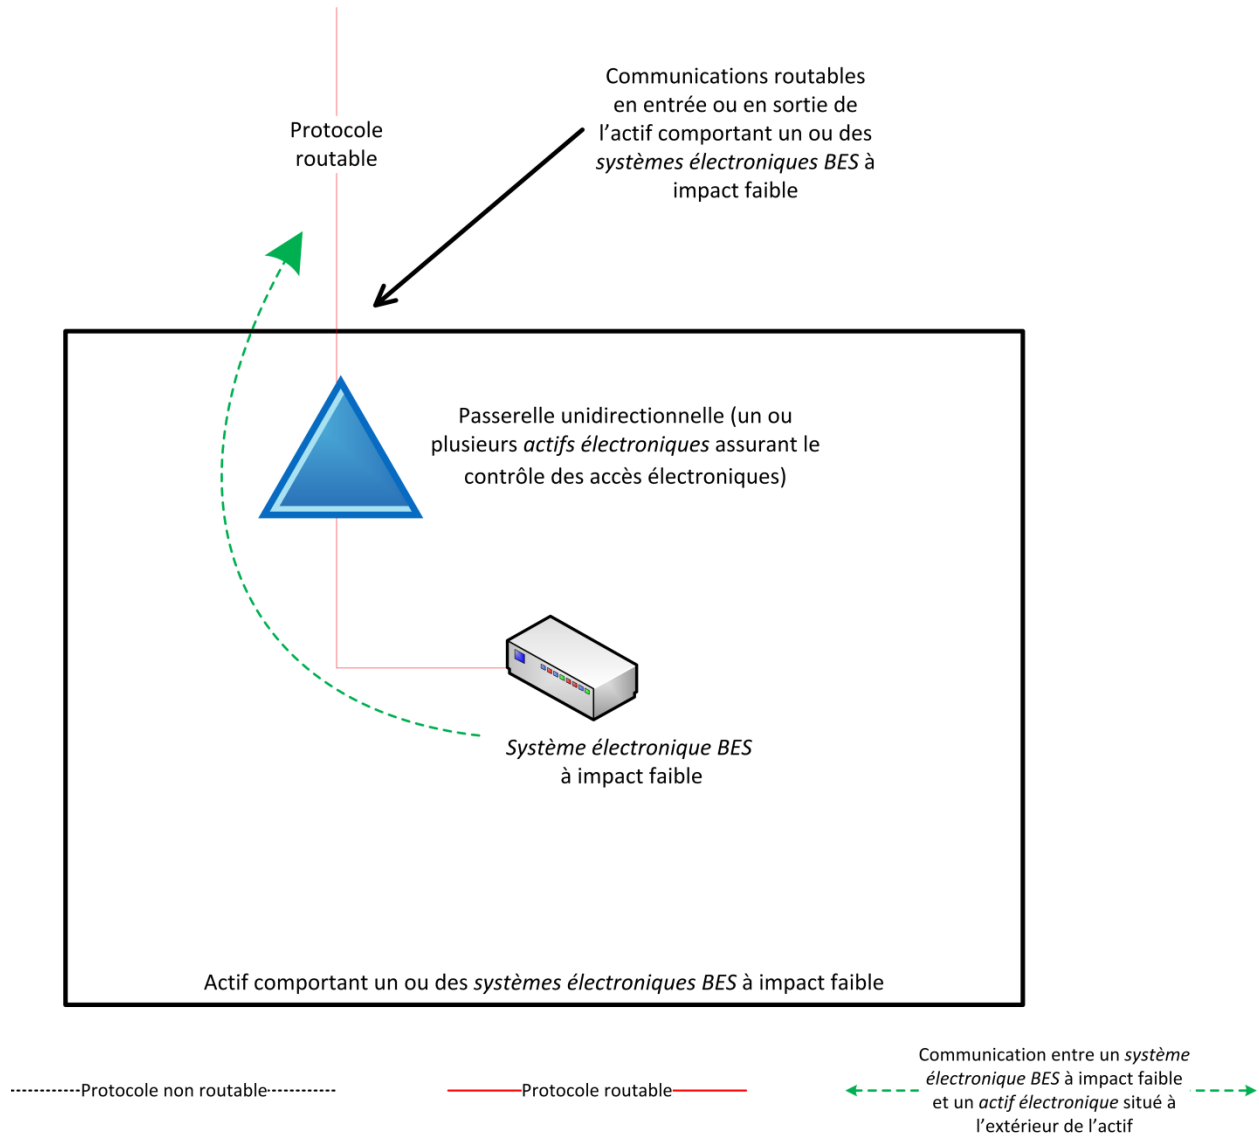 Communications routables
en entrée ou en sortie de
l'actif comportant un ou des
systèmes électroniques BES à
impact faible
Protocole
routable
Passerelle unidirectionnelle (un ou
plusieurs actifs électroniques assurant le
contrôle des accès électroniques)
Système électronique BES
à impact faible
Actif comportant un ou des systèmes électroniques BES à impact faible
Protocole non routable
Protocole routable
Communication entre un système
électronique BES à impact faible
et un actif électronique situé à
l'extérieur de l'actif